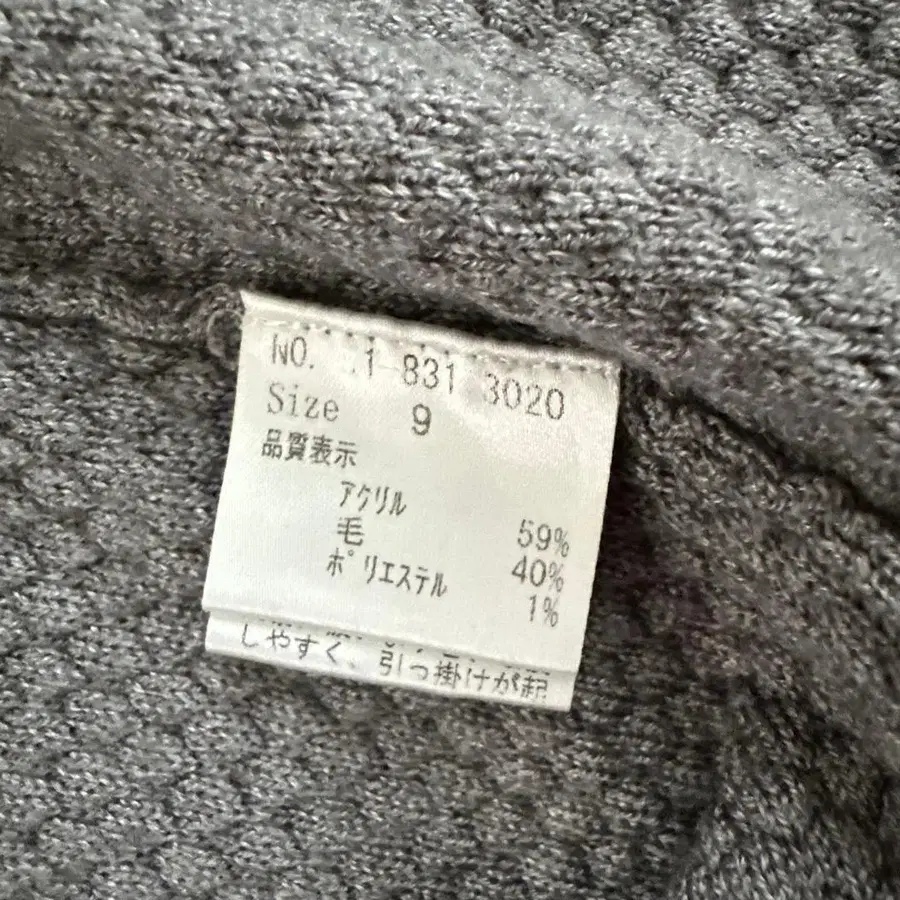 NO. 1-831 3020
Size 9
品質表示
アクリル 59%
毛 40%
ポリエステル 1%
しやすく、引っ掛けが起